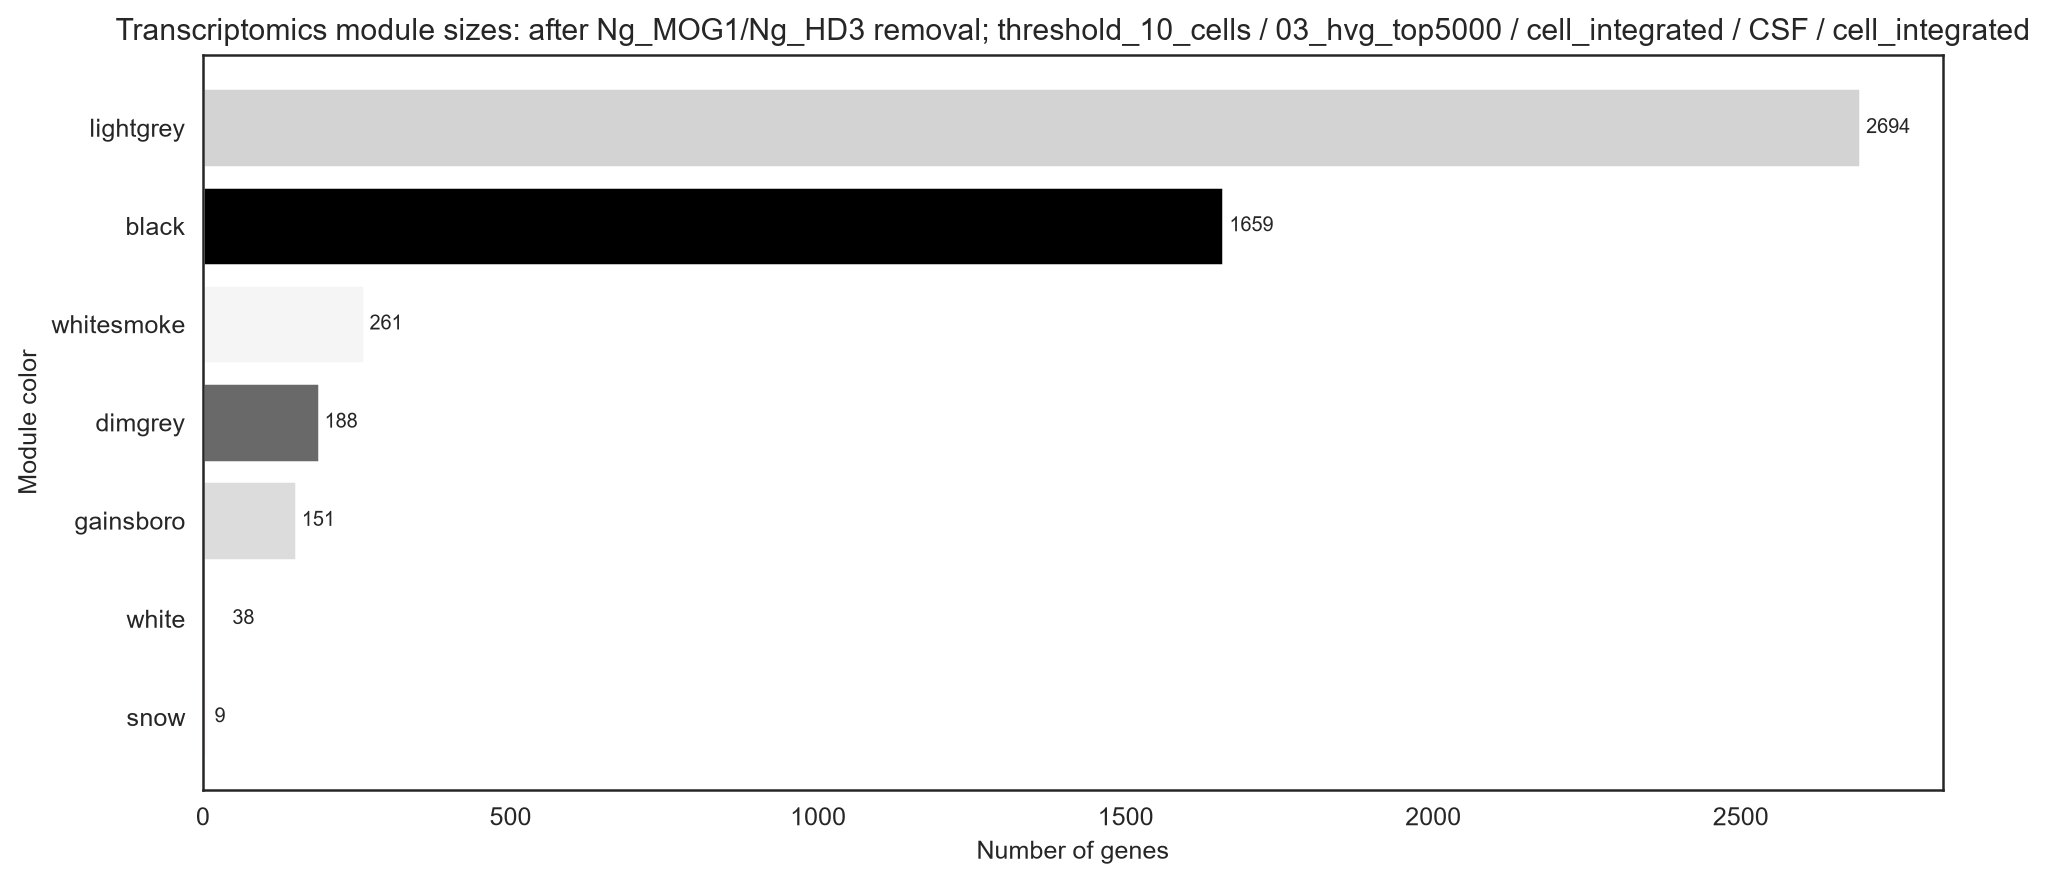 Transcriptomics module sizes: after Ng_MOG1/Ng_HD3 removal; threshold_10_cells / 03_hvg_top5000 / cell_integrated / CSF / cell_integrated
lightgrey
2694
black
1659
whitesmoke
261
dimgrey
188
gainsboro
151
white
38
snow
9
Module color
0 500 1000 1500 2000 2500
Number of genes